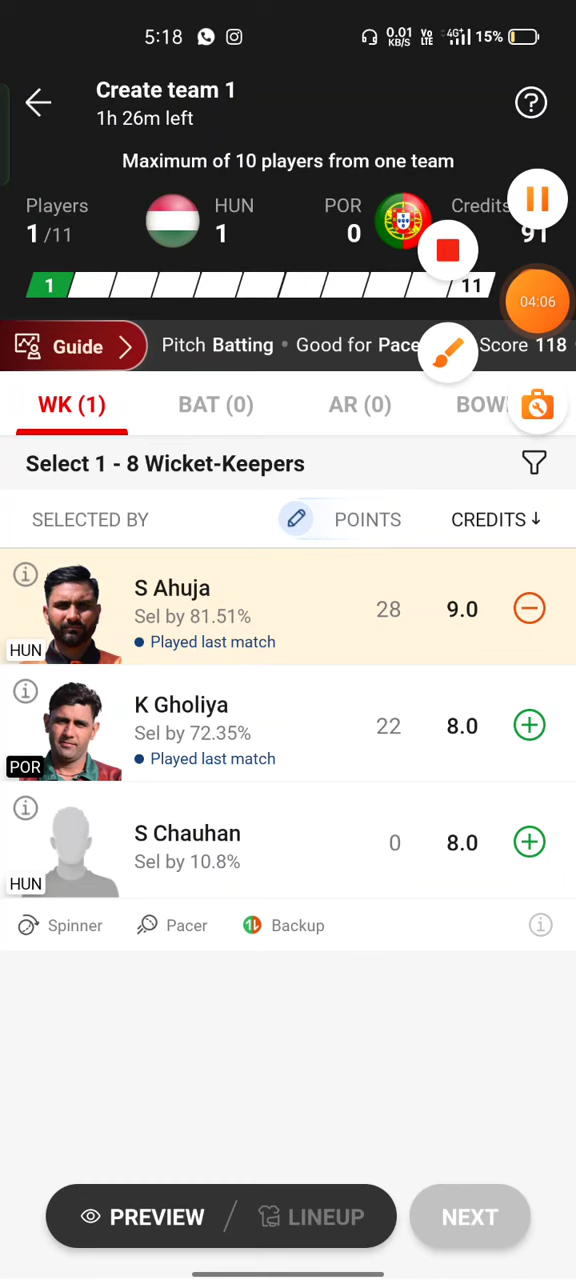 5:18 0.01 KB/S Vo LTE 4G+ 15%
Create team 1
1h 26m left
Maximum of 10 players from one team
Players HUN POR Credits
1/11 1 0 91
1 11
04:06
Guide Pitch Batting • Good for Pace Score 118
WK (1) BAT (0) AR (0) BOW
Select 1 - 8 Wicket-Keepers
SELECTED BY POINTS CREDITS ↓
S Ahuja
Sel by 81.51% 28 9.0
Played last match
HUN
K Gholiya
Sel by 72.35% 22 8.0
Played last match
POR
S Chauhan 0 8.0
Sel by 10.8%
HUN
Spinner Pacer Backup
PREVIEW / LINEUP NEXT